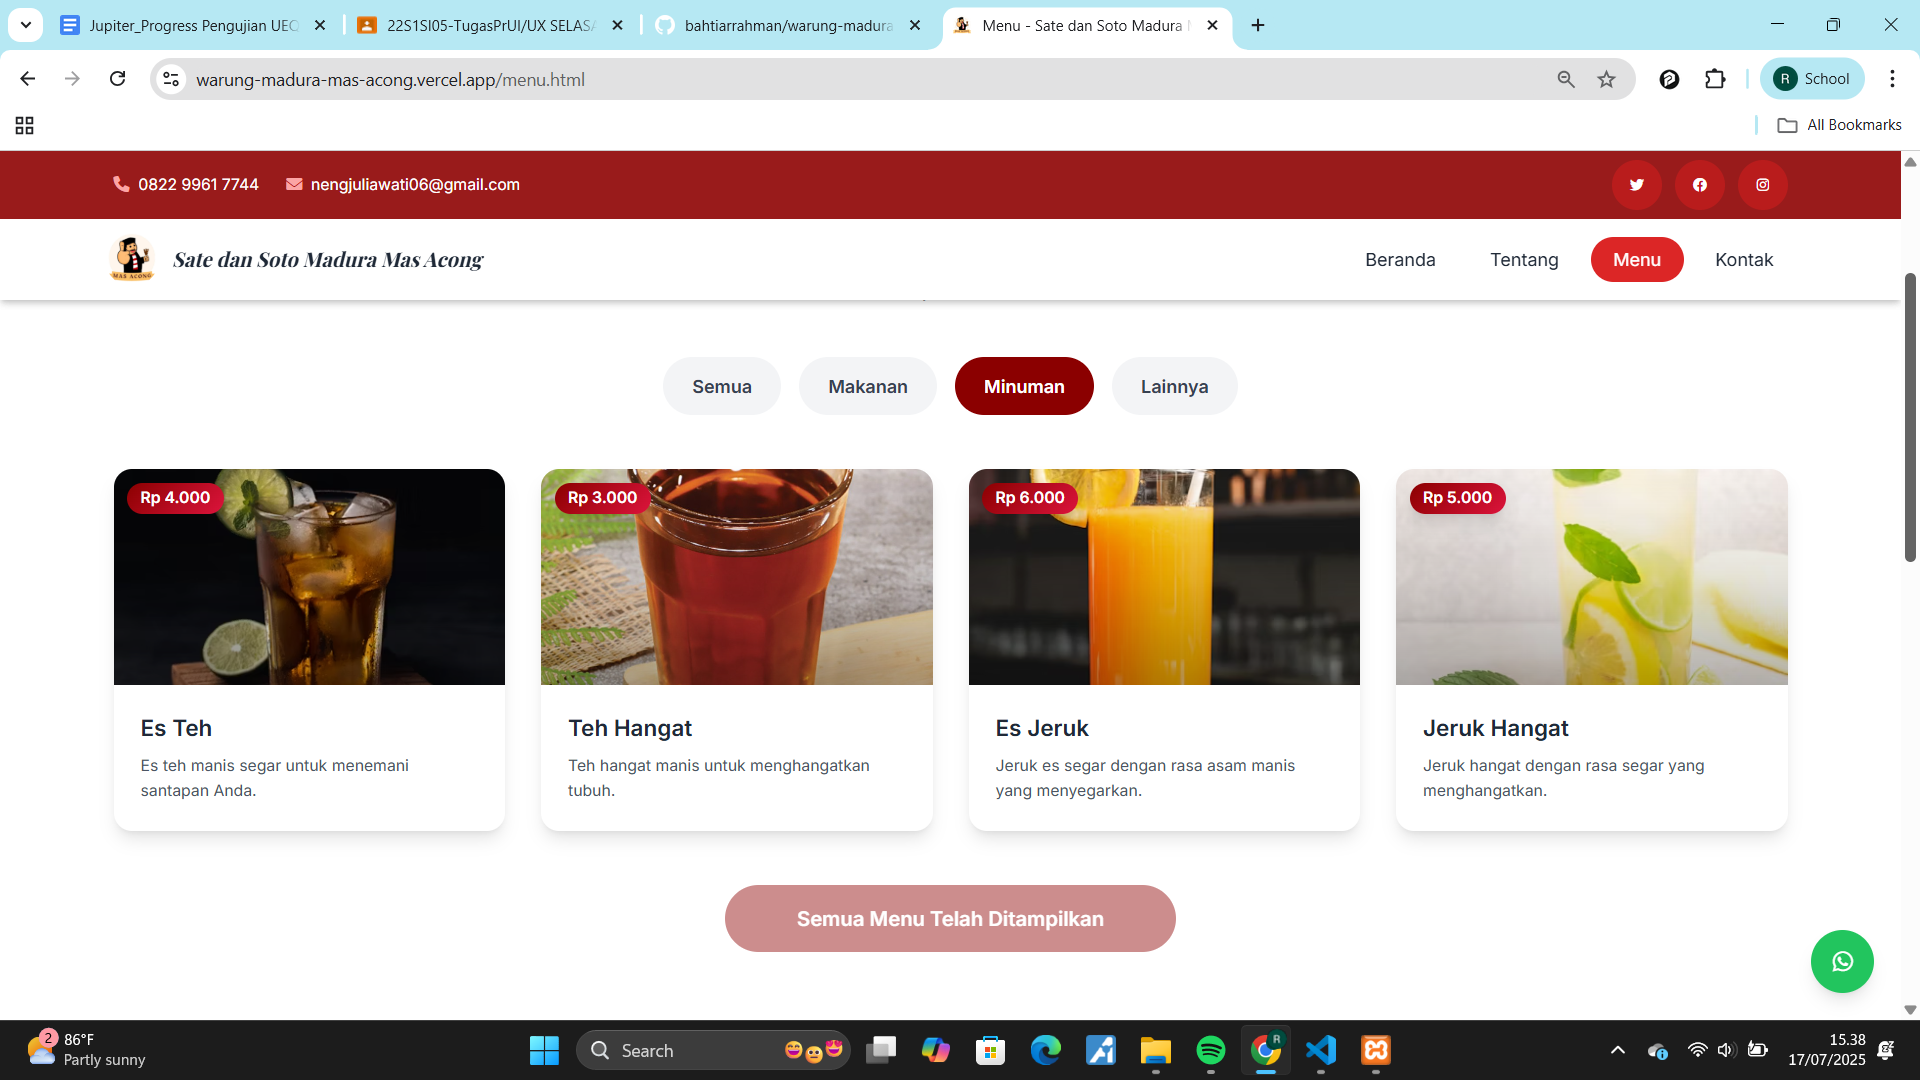 Jupiter_Progress Pengujian UEQ
22S1SI05-TugasPrUI/UX SELASA
bahtiarrahman/warung-madura
Menu - Sate dan Soto Madura M
warung-madura-mas-acong.vercel.app/menu.html
R School
All Bookmarks
0822 9961 7744
nengjuliawati06@gmail.com
MAS ACONG
Sate dan Soto Madura Mas Acong
Beranda
Tentang
Menu
Kontak
Semua
Makanan
Minuman
Lainnya
Rp 4.000
Rp 3.000
Rp 6.000
Rp 5.000
Es Teh
Teh Hangat
Es Jeruk
Jeruk Hangat
Es teh manis segar untuk menemani
santapan Anda.
Teh hangat manis untuk menghangatkan
tubuh.
Jeruk es segar dengan rasa asam manis
yang menyegarkan.
Jeruk hangat dengan rasa segar yang
menghangatkan.
Semua Menu Telah Ditampilkan
2
86°F
Partly sunny
Search
R
15.38
17/07/2025